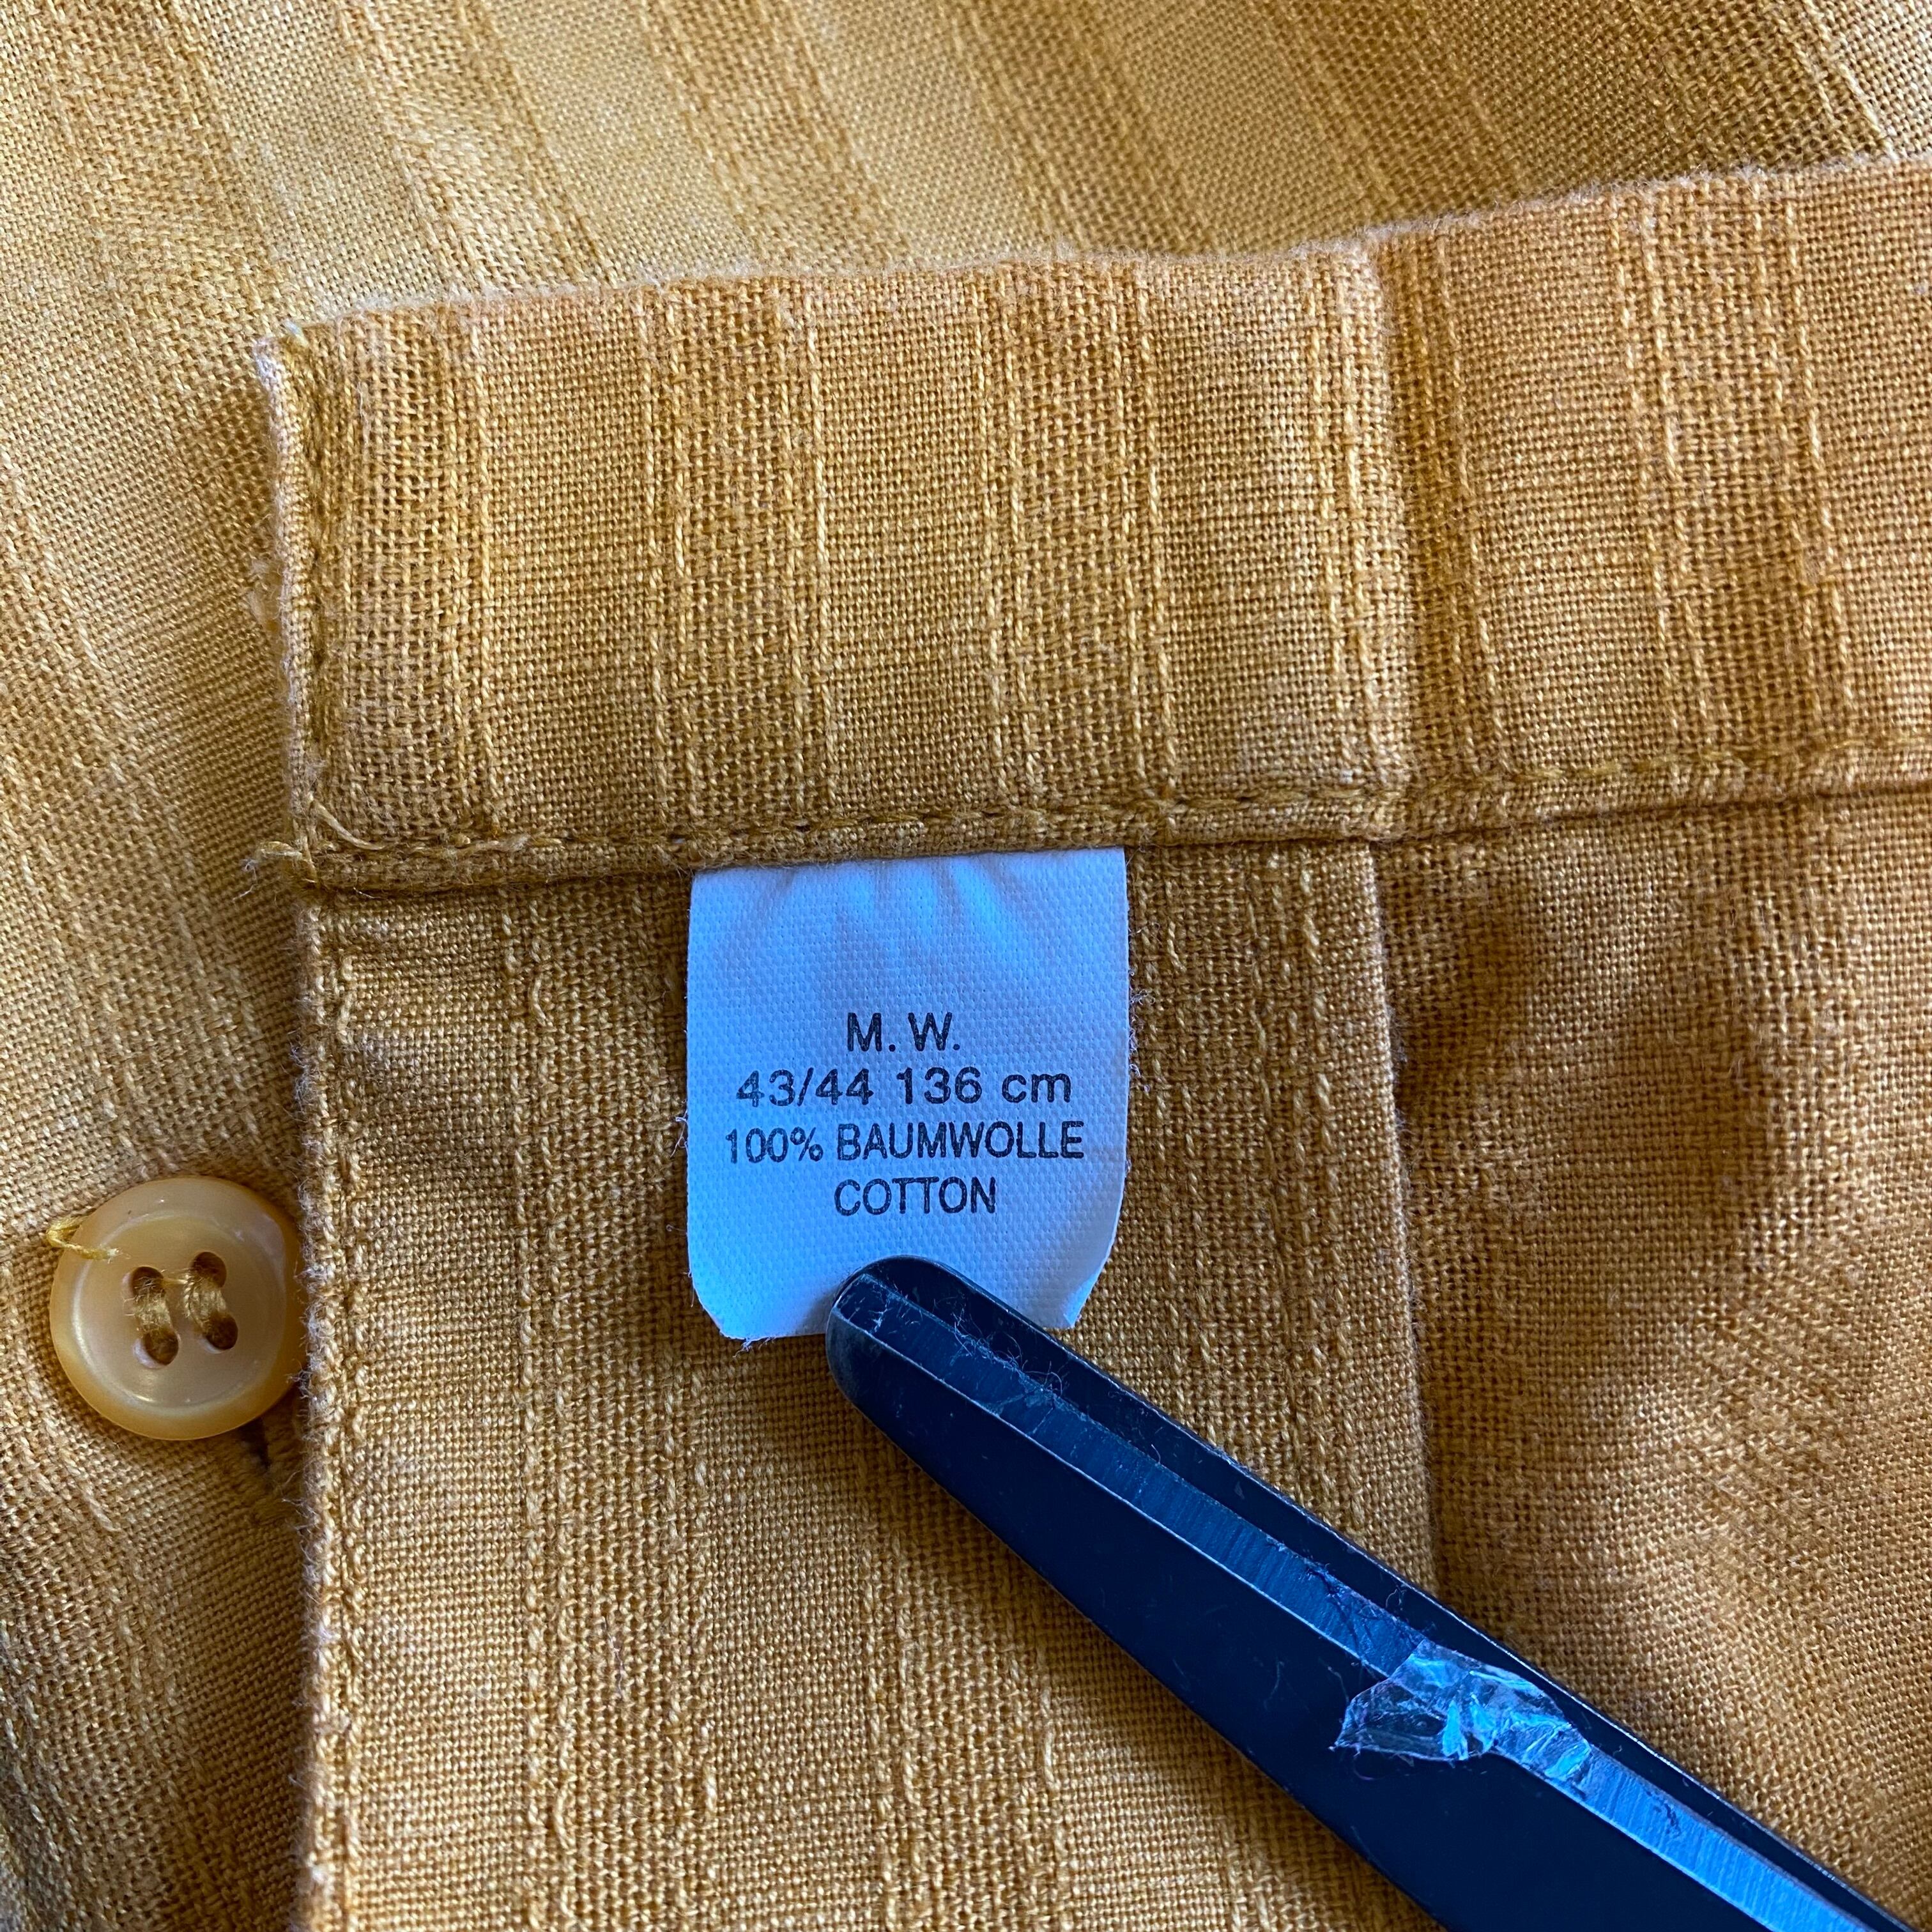 M. W.
43/44 136 cm
100% BAUMWOLLE
COTTON